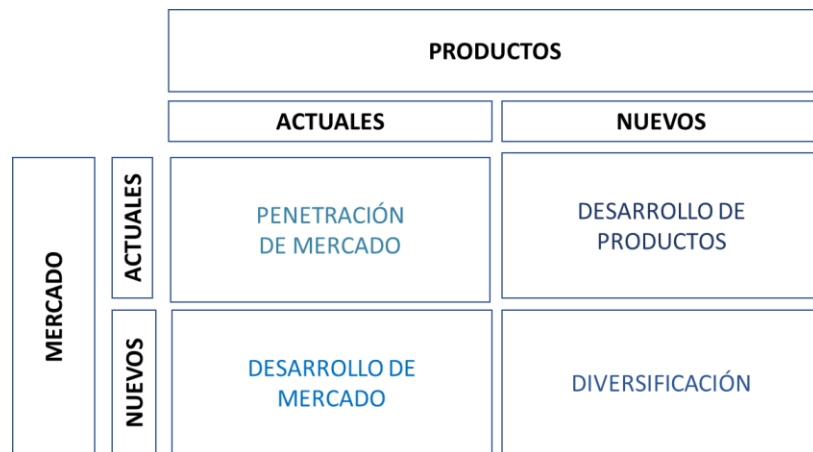 PRODUCTOS
ACTUALES
NUEVOS
MERCADO
ACTUALES
PENETRACIÓN
DE MERCADO
DESARROLLO DE
PRODUCTOS
NUEVOS
DESARROLLO DE
MERCADO
DIVERSIFICACIÓN